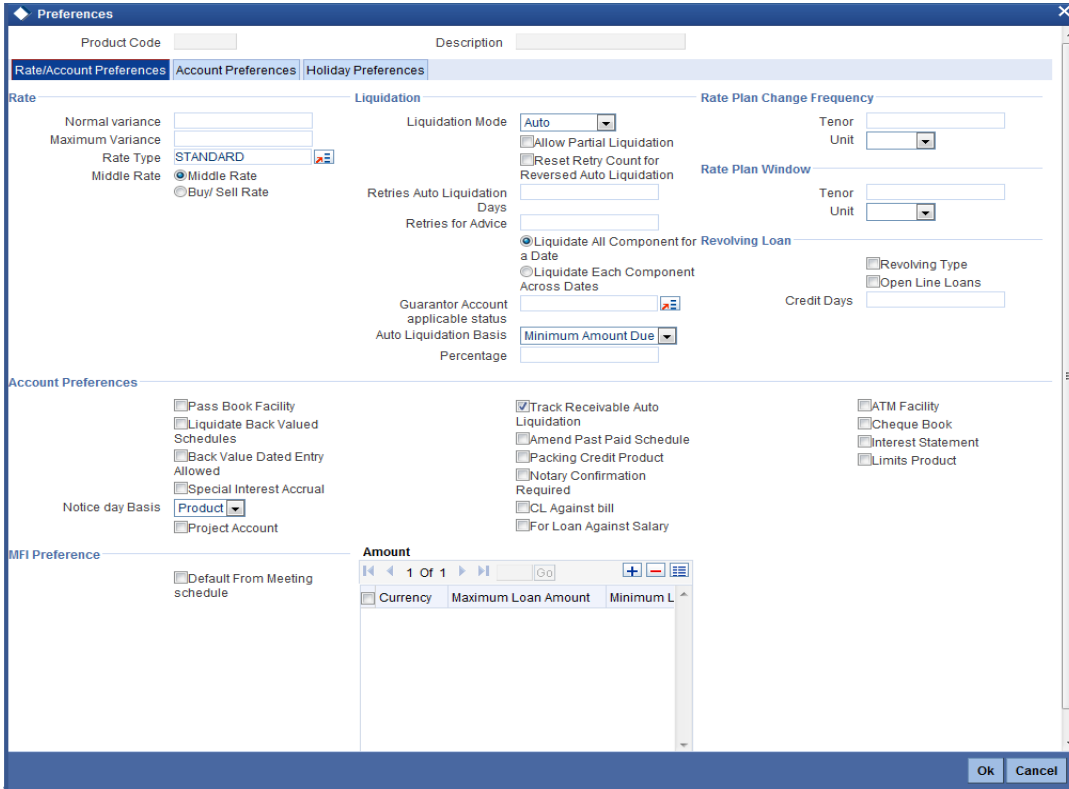 Preferences
Product Code
Description
Rate/Account Preferences Account Preferences Holiday Preferences
Rate
Normal variance
Maximum Variance
Rate Type STANDARD
Middle Rate Middle Rate
Buy/ Sell Rate
Liquidation
Liquidation Mode Auto
Allow Partial Liquidation
Reset Retry Count for
Reversed Auto Liquidation
Retries Auto Liquidation
Days
Retries for Advice
Liquidate All Component for
a Date
Liquidate Each Component
Across Dates
Guarantor Account
applicable status
Auto Liquidation Basis Minimum Amount Due
Percentage
Rate Plan Change Frequency
Tenor
Unit
Rate Plan Window
Tenor
Unit
Revolving Loan
Revolving Type
Open Line Loans
Credit Days
Account Preferences
Pass Book Facility
Liquidate Back Valued
Schedules
Back Value Dated Entry
Allowed
Special Interest Accrual
Notice day Basis Product
Project Account
Track Receivable Auto
Liquidation
Amend Past Paid Schedule
Packing Credit Product
Notary Confirmation
Required
CL Against bill
For Loan Against Salary
ATM Facility
Cheque Book
Interest Statement
Limits Product
MFI Preference
Default From Meeting
schedule
Amount
1 Of 1 Go
Currency Maximum Loan Amount Minimum L
Ok Cancel